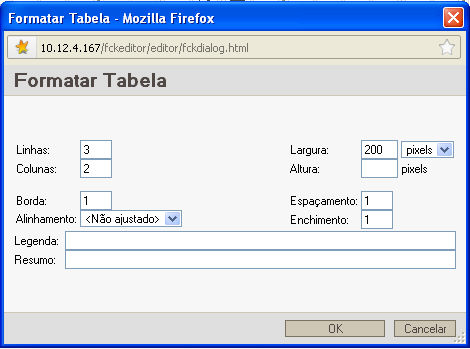 Formatar Tabela - Mozilla Firefox
10.12.4.167/fckeditor/editor/fckdialog.html
Formatar Tabela
Linhas: 3 Largura: 200 pixels
Colunas: 2 Altura: pixels
Borda: 1 Espaçamento: 1
Alinhamento: <Não ajustado> Enchimento: 1
Legenda:
Resumo:
OK Cancelar